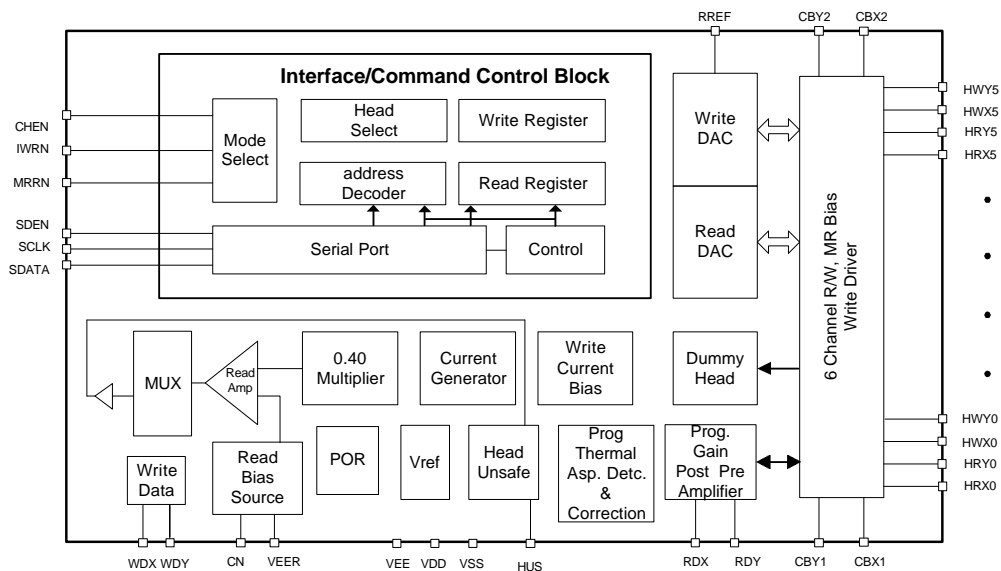 RREF
CBY2
CBX2
Interface/Command Control Block
CHEN
IWRN
MRRN
SDEN
SCLK
SDATA
Mode
Select
Head
Select
Write Register
address
Decoder
Read Register
Serial Port
Control
Write
DAC
Read
DAC
6 Channel R/W, MR Bias
Write Driver
HWY5
HWX5
HRY5
HRX5
MUX
Read
Amp
0.40
Multiplier
Current
Generator
Write
Current
Bias
Dummy
Head
Write
Data
Read
Bias
Source
POR
Vref
Head
Unsafe
Prog
Thermal
Asp. Detc.
&
Correction
Prog.
Gain
Post Pre
Amplifier
HWY0
HWX0
HRY0
HRX0
WDX
WDY
CN
VEER
VEE
VDD
VSS
HUS
RDX
RDY
CBY1
CBX1